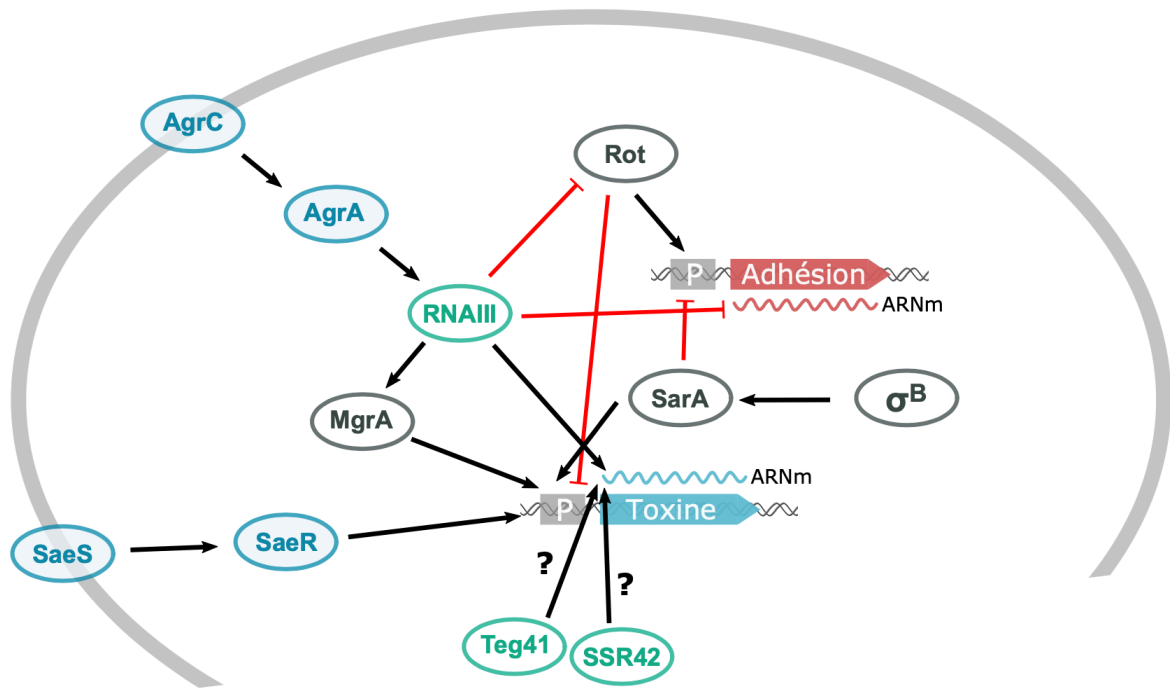 AgrC
Rot
AgrA
P Adhésion
RNAIII
ARNm
SarA
σB
MgrA
ARNm
P Toxine
SaeS
SaeR
?
?
Teg41
SSR42